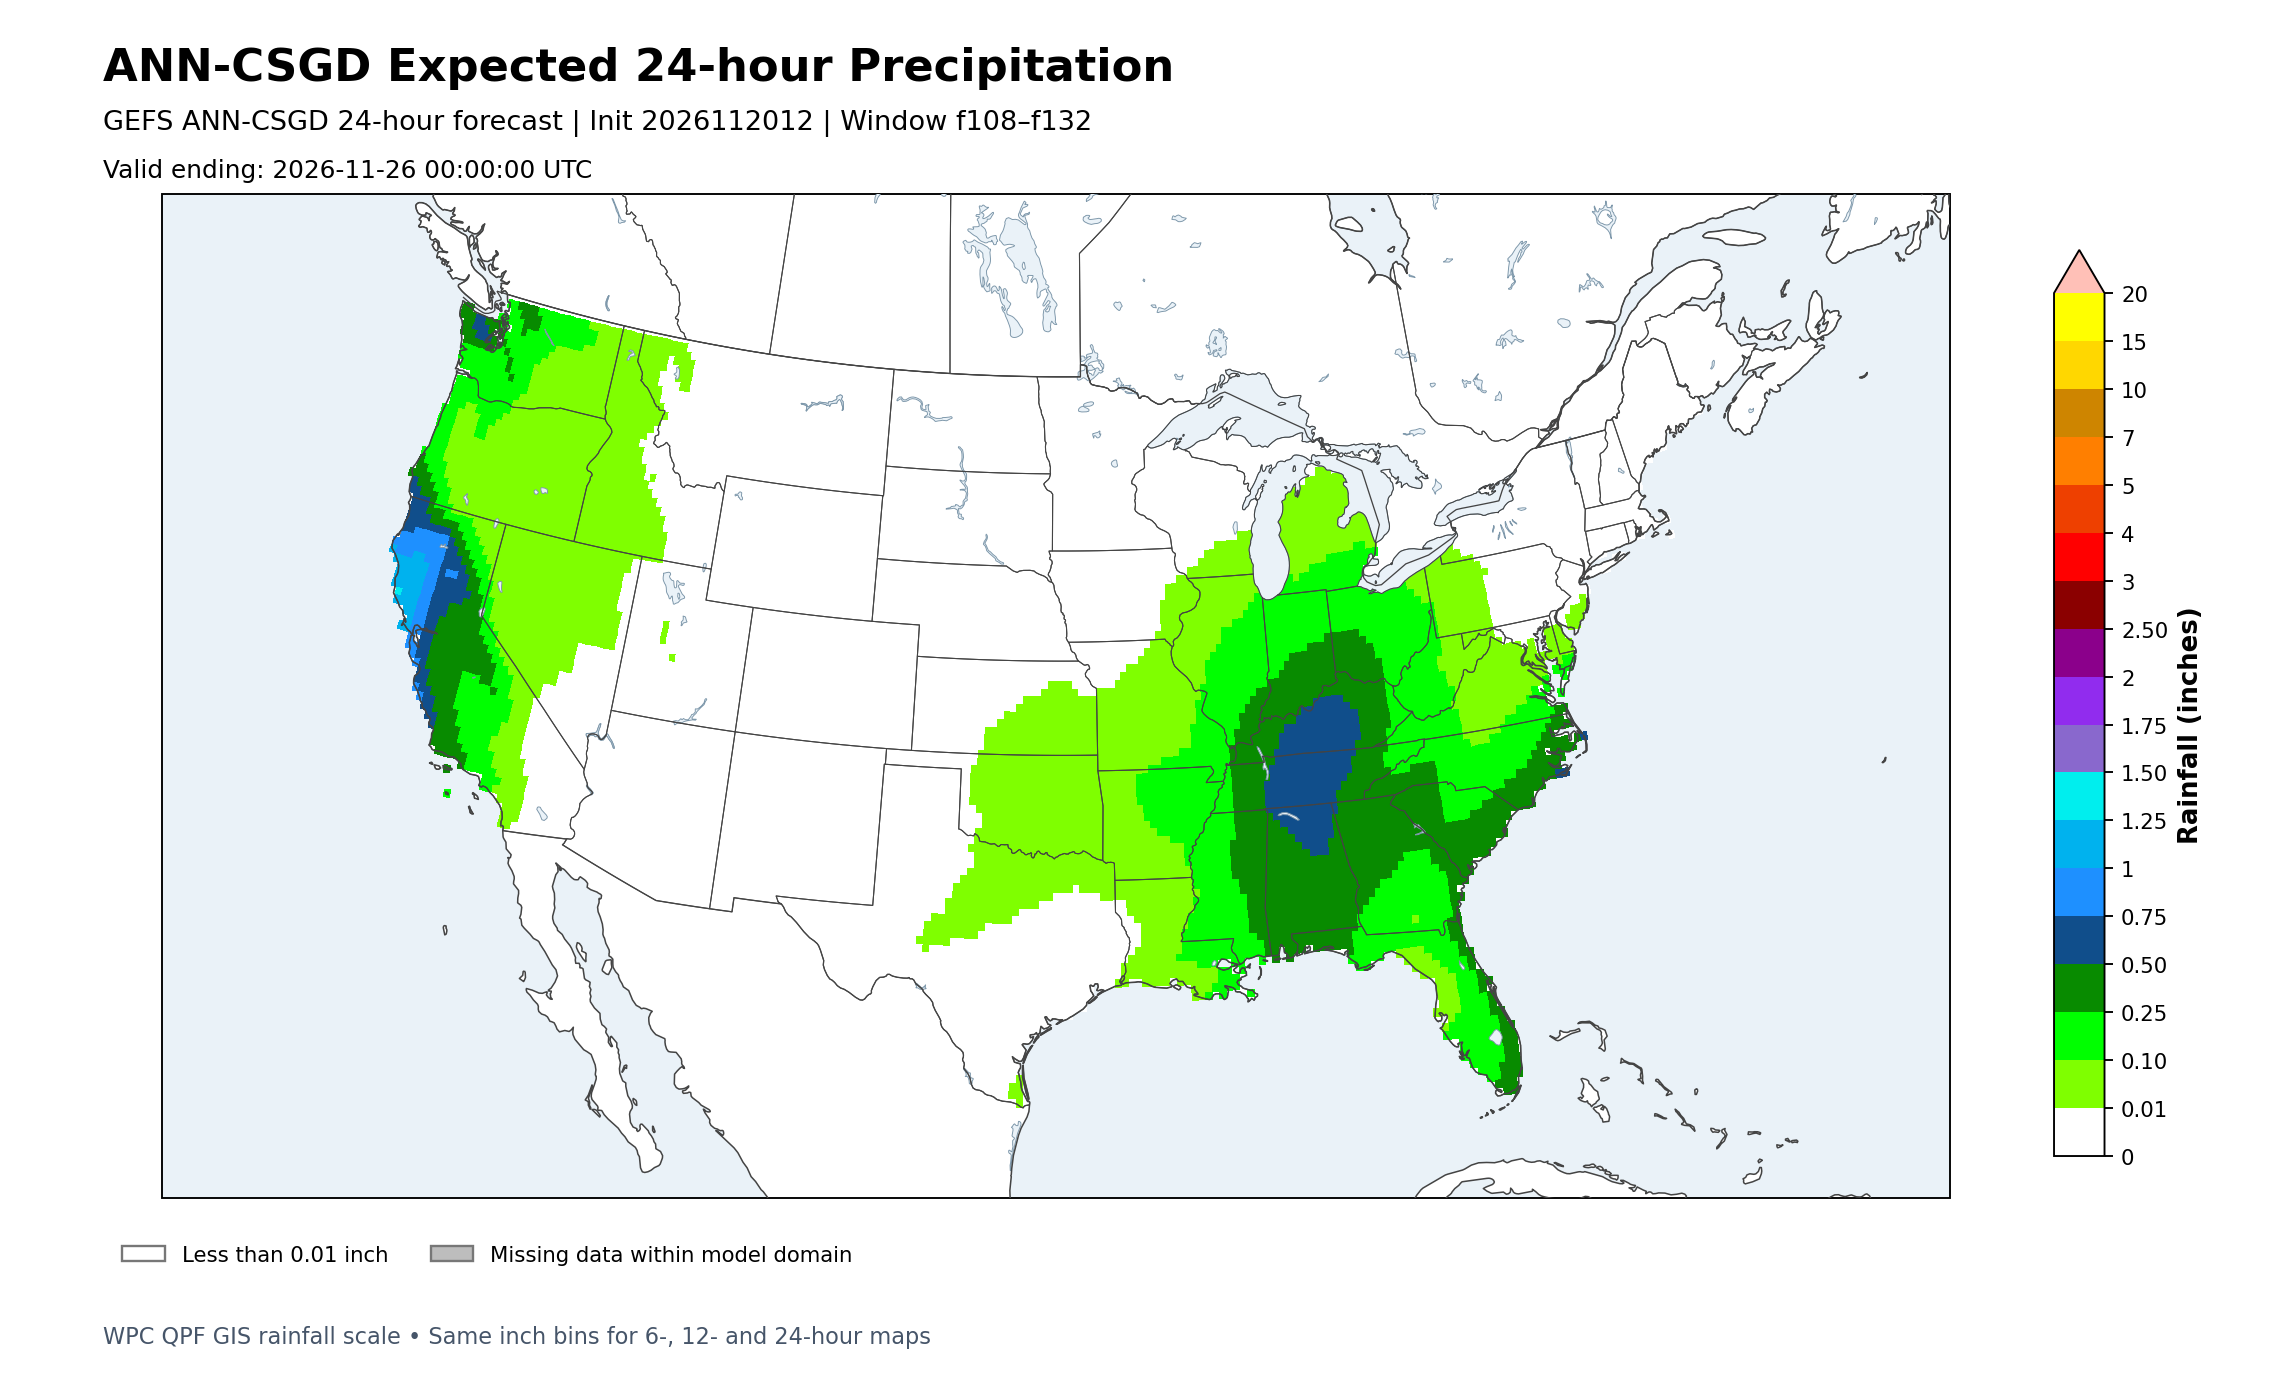 ANN-CSGD Expected 24-hour Precipitation
GEFS ANN-CSGD 24-hour forecast | Init 2026112012 | Window f108–f132
Valid ending: 2026-11-26 00:00:00 UTC
20
15
10
7
5
4
3
2.50
2
1.75
1.50
1.25
1
0.75
0.50
0.25
0.10
0.01
0
Rainfall (inches)
Less than 0.01 inch
Missing data within model domain
WPC QPF GIS rainfall scale • Same inch bins for 6-, 12- and 24-hour maps